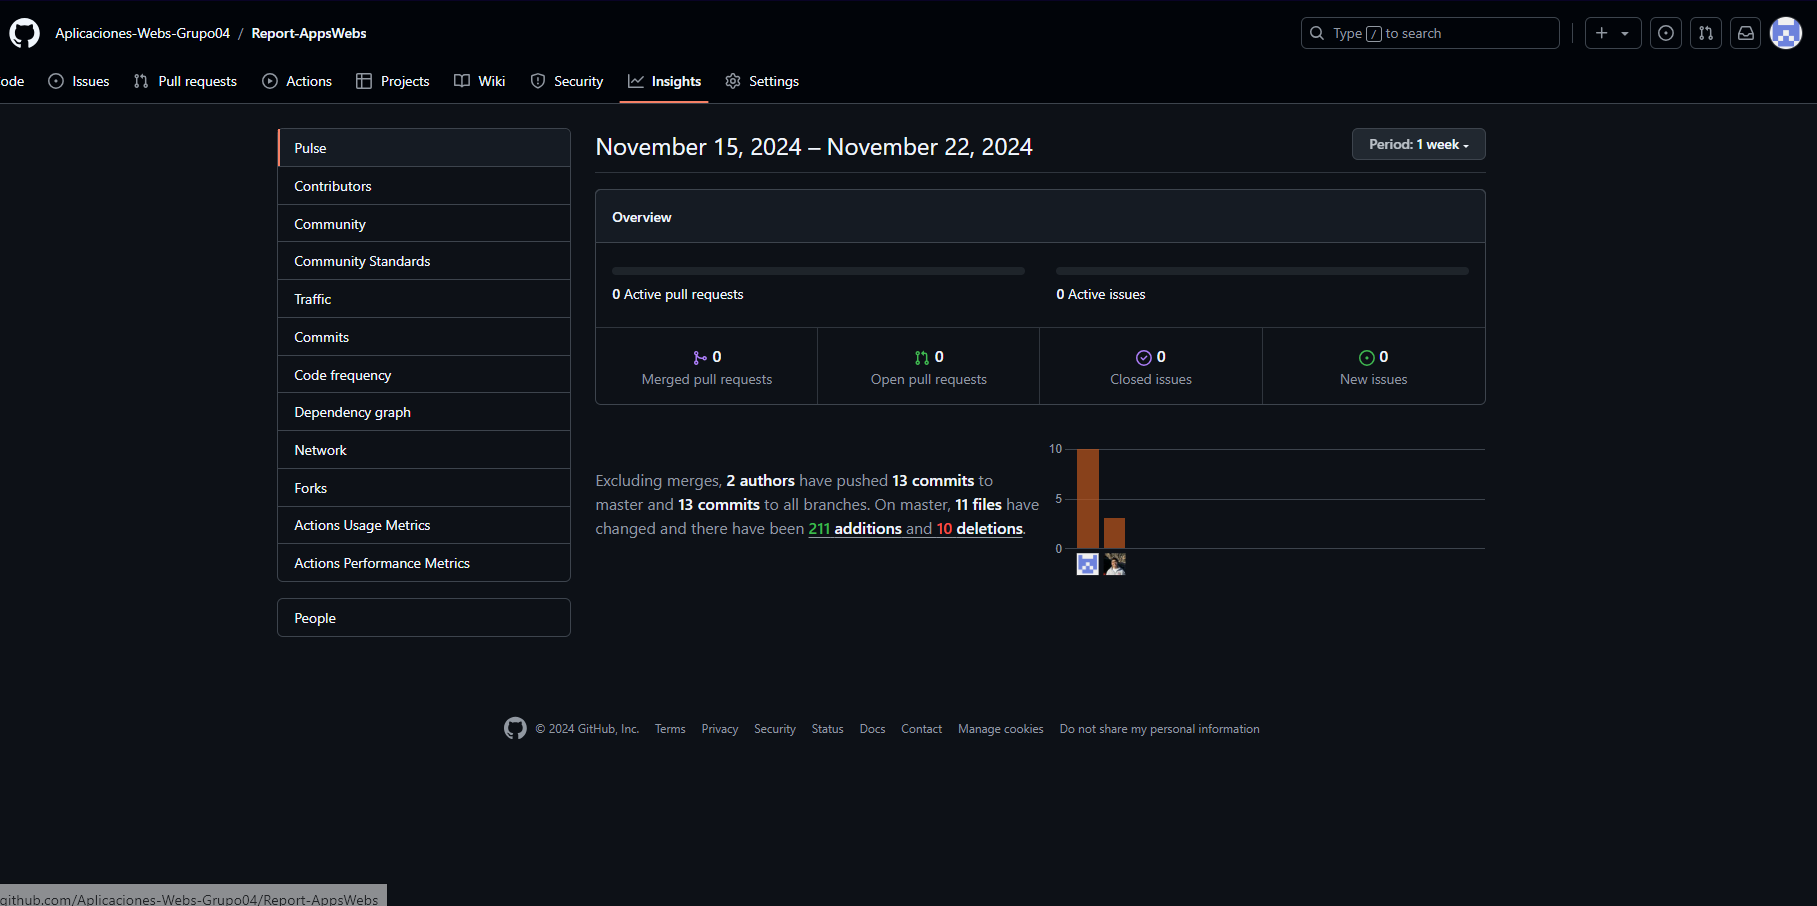 Aplicaciones-Webs-Grupo04 / Report-AppsWebs
Type / to search
ode Issues Pull requests Actions Projects Wiki Security Insights Settings
Pulse
Contributors
Community
Community Standards
Traffic
Commits
Code frequency
Dependency graph
Network
Forks
Actions Usage Metrics
Actions Performance Metrics
People
November 15, 2024 – November 22, 2024
Period: 1 week
Overview
0 Active pull requests
0 Active issues
0
Merged pull requests
0
Open pull requests
0
Closed issues
0
New issues
Excluding merges, 2 authors have pushed 13 commits to
master and 13 commits to all branches. On master, 11 files have
changed and there have been 211 additions and 10 deletions.
10
5
0
© 2024 GitHub, Inc. Terms Privacy Security Status Docs Contact Manage cookies Do not share my personal information
github.com/Aplicaciones-Webs-Grupo04/Report-AppsWebs